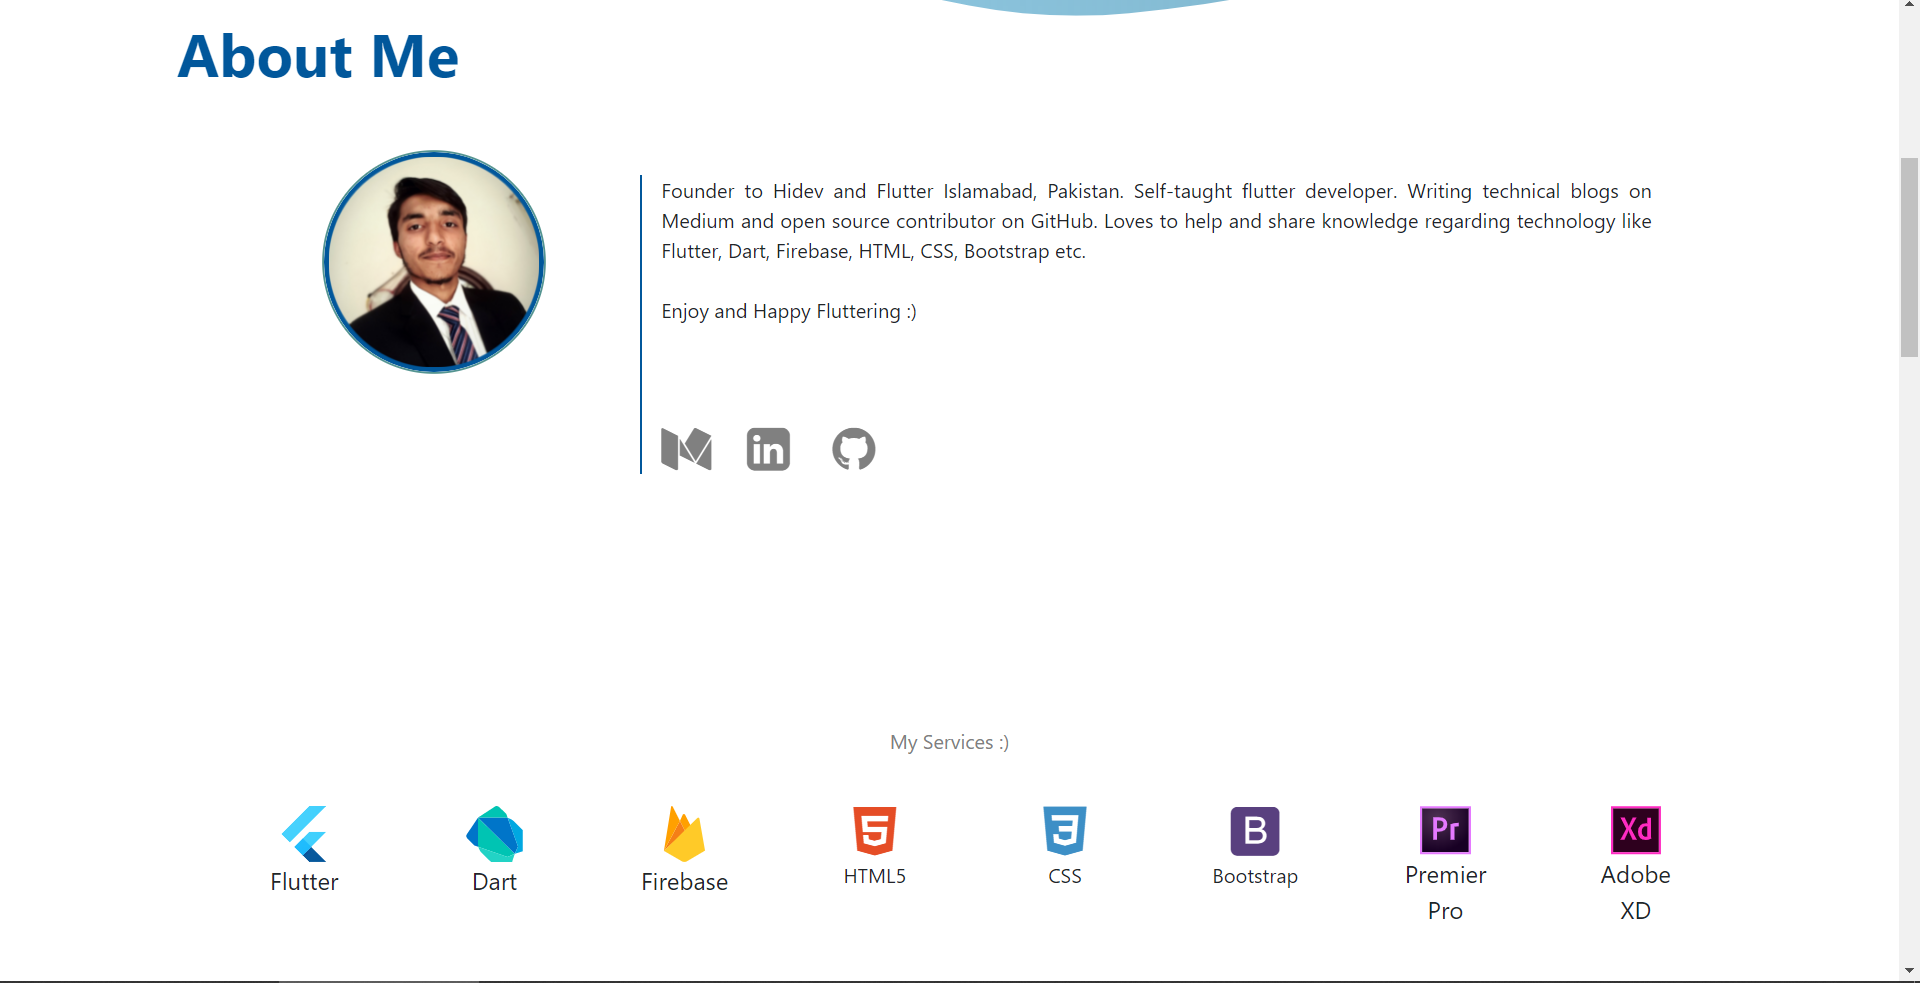 About Me
Founder to Hidev and Flutter Islamabad, Pakistan. Self-taught flutter developer. Writing technical blogs on
Medium and open source contributor on GitHub. Loves to help and share knowledge regarding technology like
Flutter, Dart, Firebase, HTML, CSS, Bootstrap etc.
Enjoy and Happy Fluttering :)
in
My Services :)
5
3
B
Pr
Xd
Flutter
Dart
Firebase
HTML5
CSS
Bootstrap
Premier
Pro
Adobe
XD